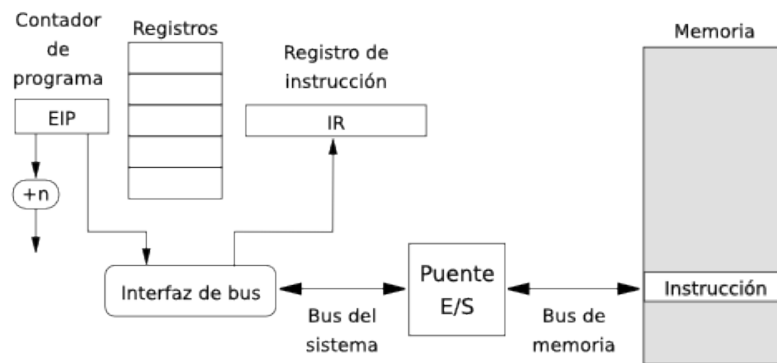 Contador
de
programa
Registros
Registro de
instrucción
Memoria
EIP
IR
+n
Interfaz de bus
Puente
E/S
Instrucción
Bus del
sistema
Bus de
memoria